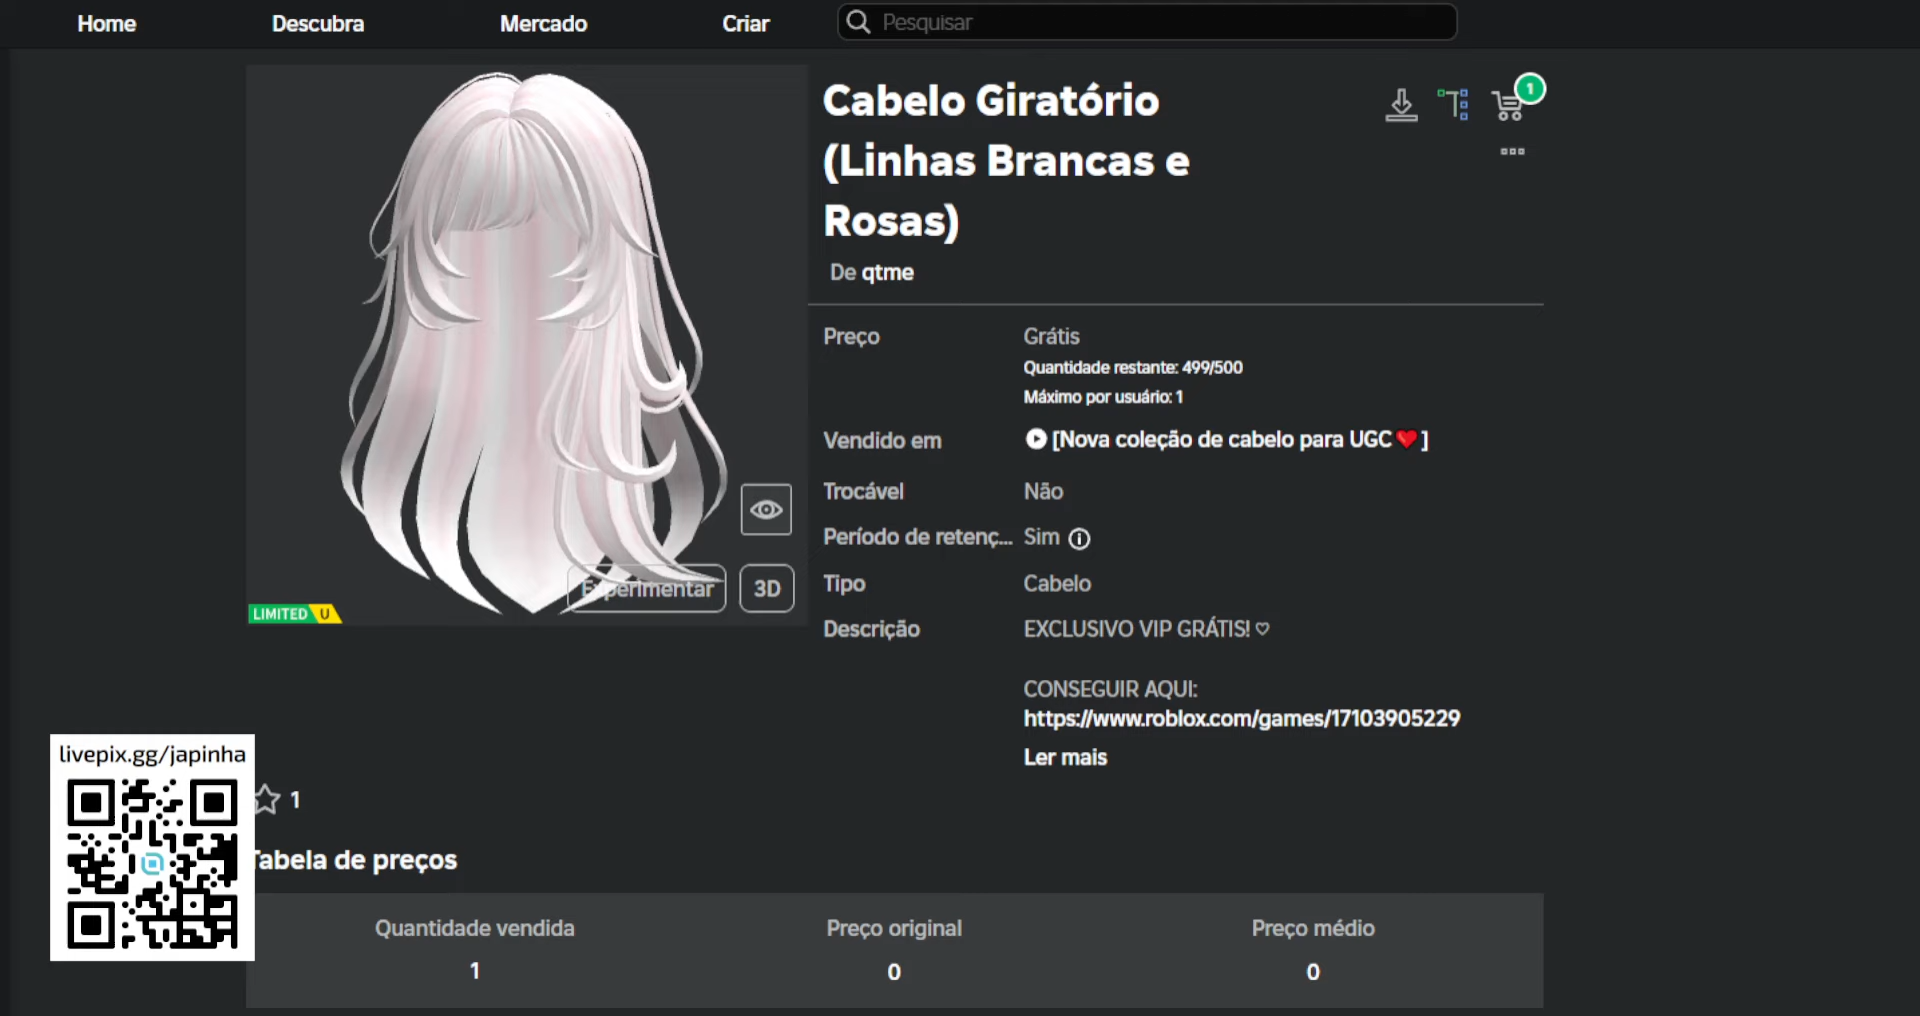 Home Descubra Mercado Criar Pesquisar
Cabelo Giratório
(Linhas Brancas e
Rosas)
1
De qtme
Preço Grátis
Quantidade restante: 499/500
Máximo por usuário: 1
Vendido em [Nova coleção de cabelo para UGC❤️]
Trocável Não
Período de retenç... Sim
Tipo Cabelo
Descrição EXCLUSIVO VIP GRÁTIS! ♡
CONSEGUIR AQUI:
https://www.roblox.com/games/17103905229
Ler mais
Experimentar 3D
LIMITED U
livepix.gg/japinha
1
Tabela de preços
Quantidade vendida Preço original Preço médio
1 0 0